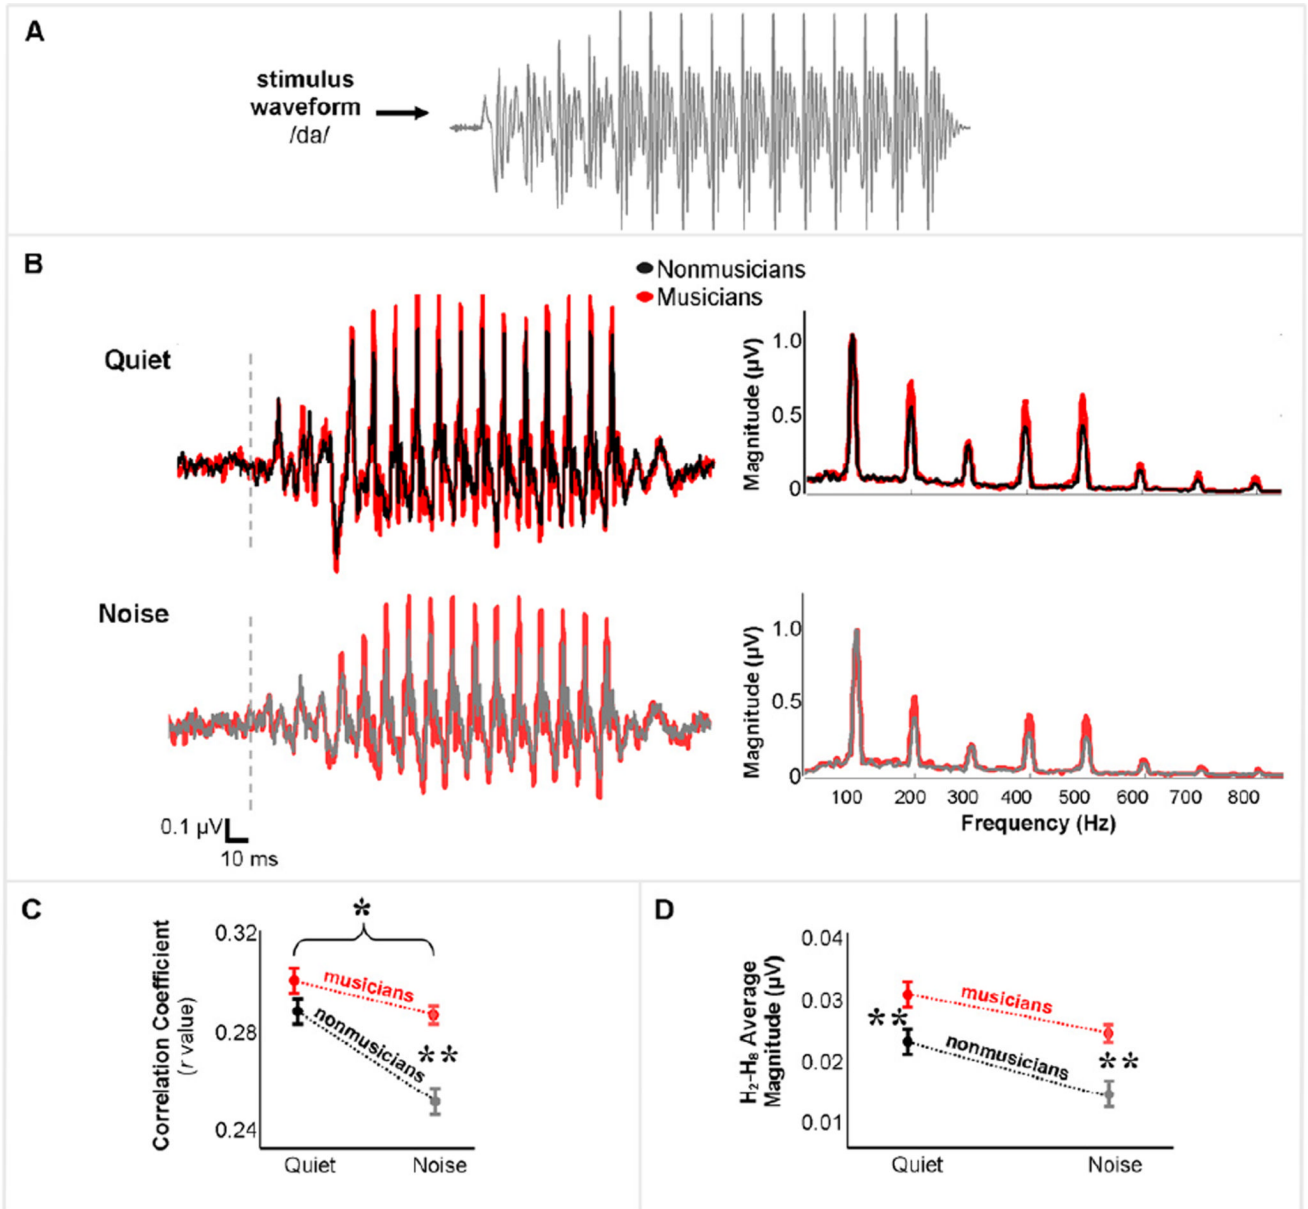 A
stimulus
waveform
/da/
B
Nonmusicians
Musicians
Quiet
Magnitude (µV)
1.0
0.5
0
Noise
Magnitude (µV)
1.0
0.5
0
100 200 300 400 500 600 700 800
Frequency (Hz)
0.1 µV
10 ms
C
Correlation Coefficient
(r value)
0.32
0.28
0.24
*
musicians
nonmusicians
**
Quiet Noise
D
H₂-H₈ Average
Magnitude (µV)
0.04
0.03
0.02
0.01
musicians
**
nonmusicians
**
Quiet Noise